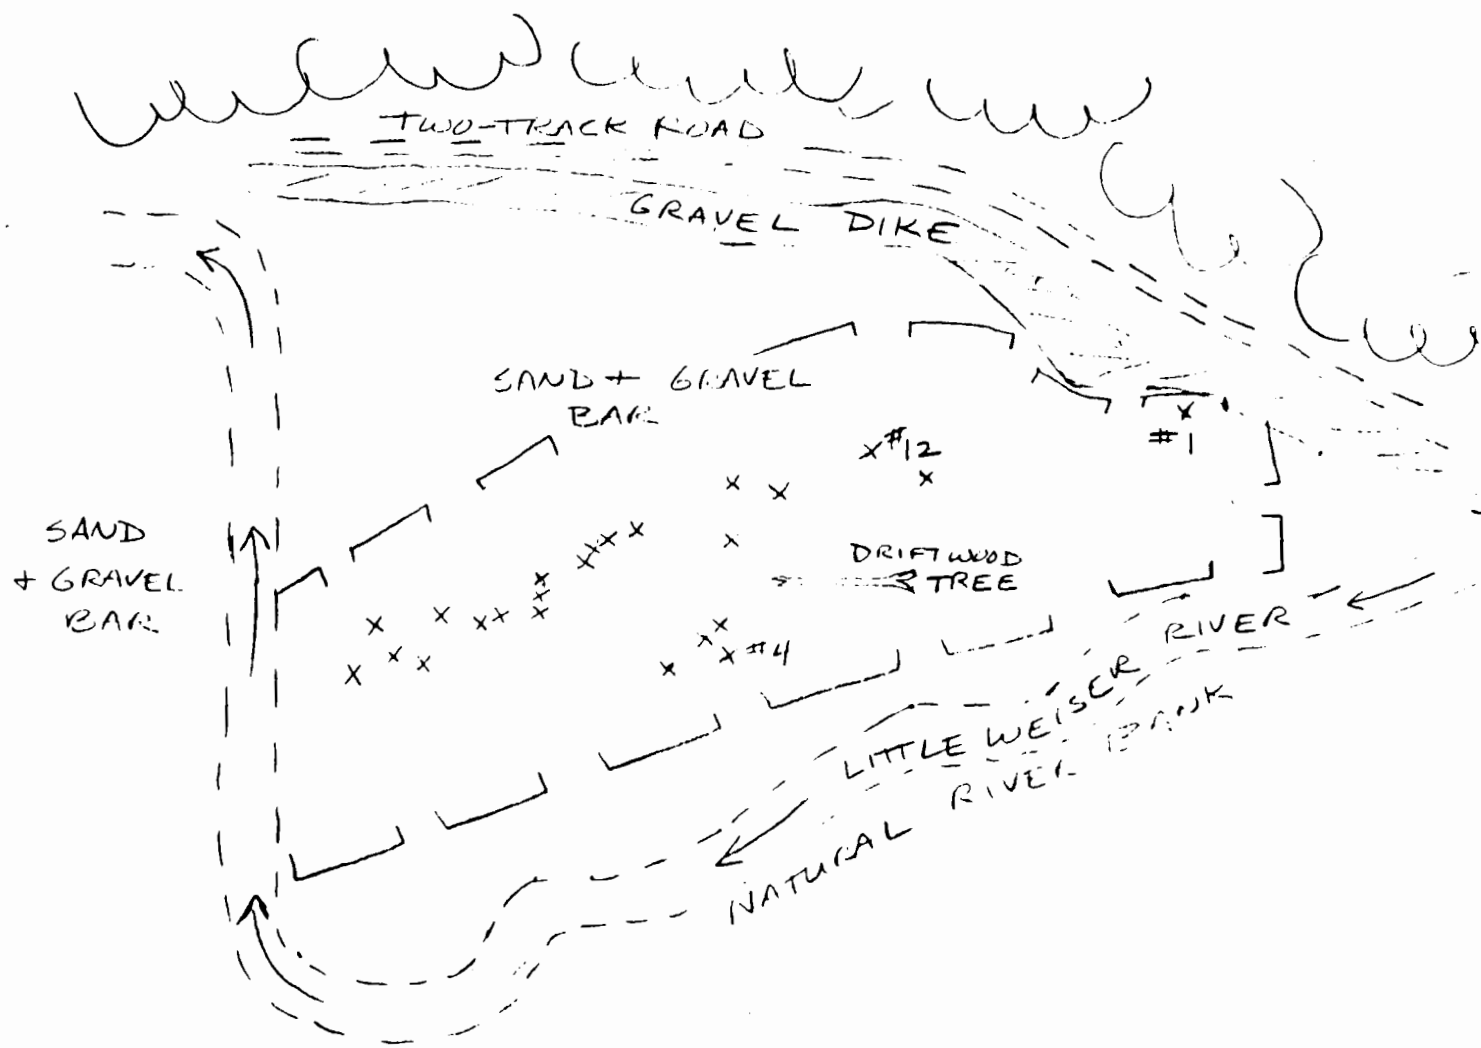 TWO-TRACK ROAD
GRAVEL DIKE
SAND + GRAVEL
BAR
#1
#12
SAND
+ GRAVEL
BAR
DRIFTWOOD
TREE
#4
LITTLE WEISER RIVER
NATURAL RIVER BANK